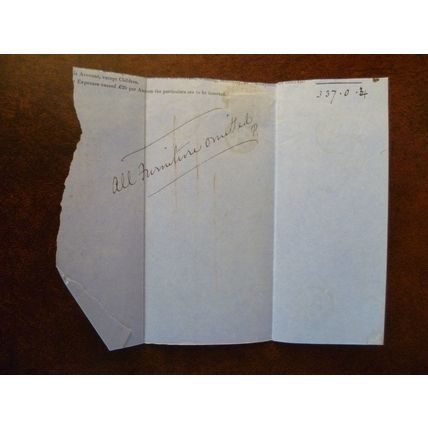 is Account, except Children.
Expenses exceed £20 per Annum the particulars are to be inserted.
337.0.¾
All Furniture omitted
P.